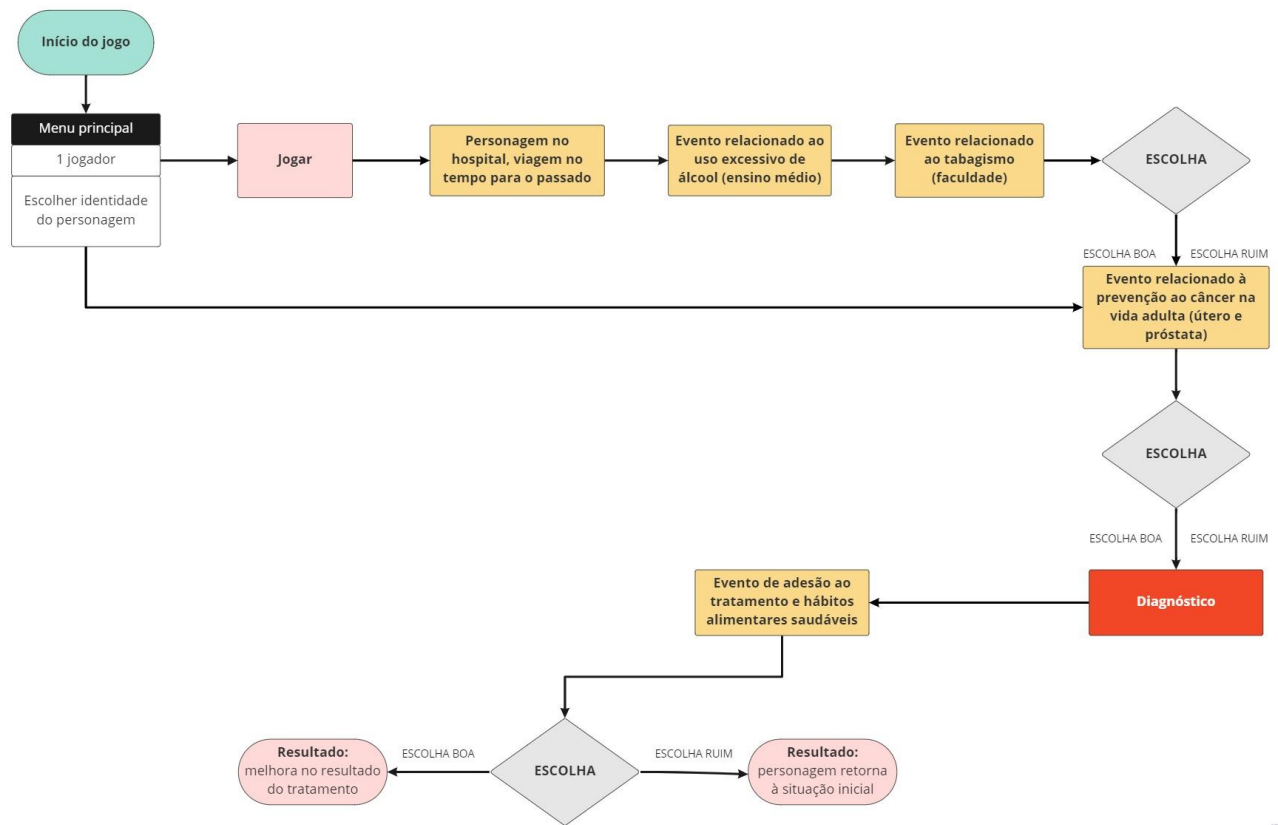 Início do jogo
Menu principal
1 jogador
Escolher identidade
do personagem
Jogar
Personagem no
hospital, viagem no
tempo para o passado
Evento relacionado ao
uso excessivo de
álcool (ensino médio)
Evento relacionado
ao tabagismo
(faculdade)
ESCOLHA
ESCOLHA BOA
ESCOLHA RUIM
Evento relacionado à
prevenção ao câncer na
vida adulta (útero e
próstata)
ESCOLHA
ESCOLHA BOA
ESCOLHA RUIM
Diagnóstico
Evento de adesão ao
tratamento e hábitos
alimentares saudáveis
ESCOLHA
ESCOLHA BOA
ESCOLHA RUIM
Resultado:
melhora no resultado
do tratamento
Resultado:
personagem retorna
à situação inicial